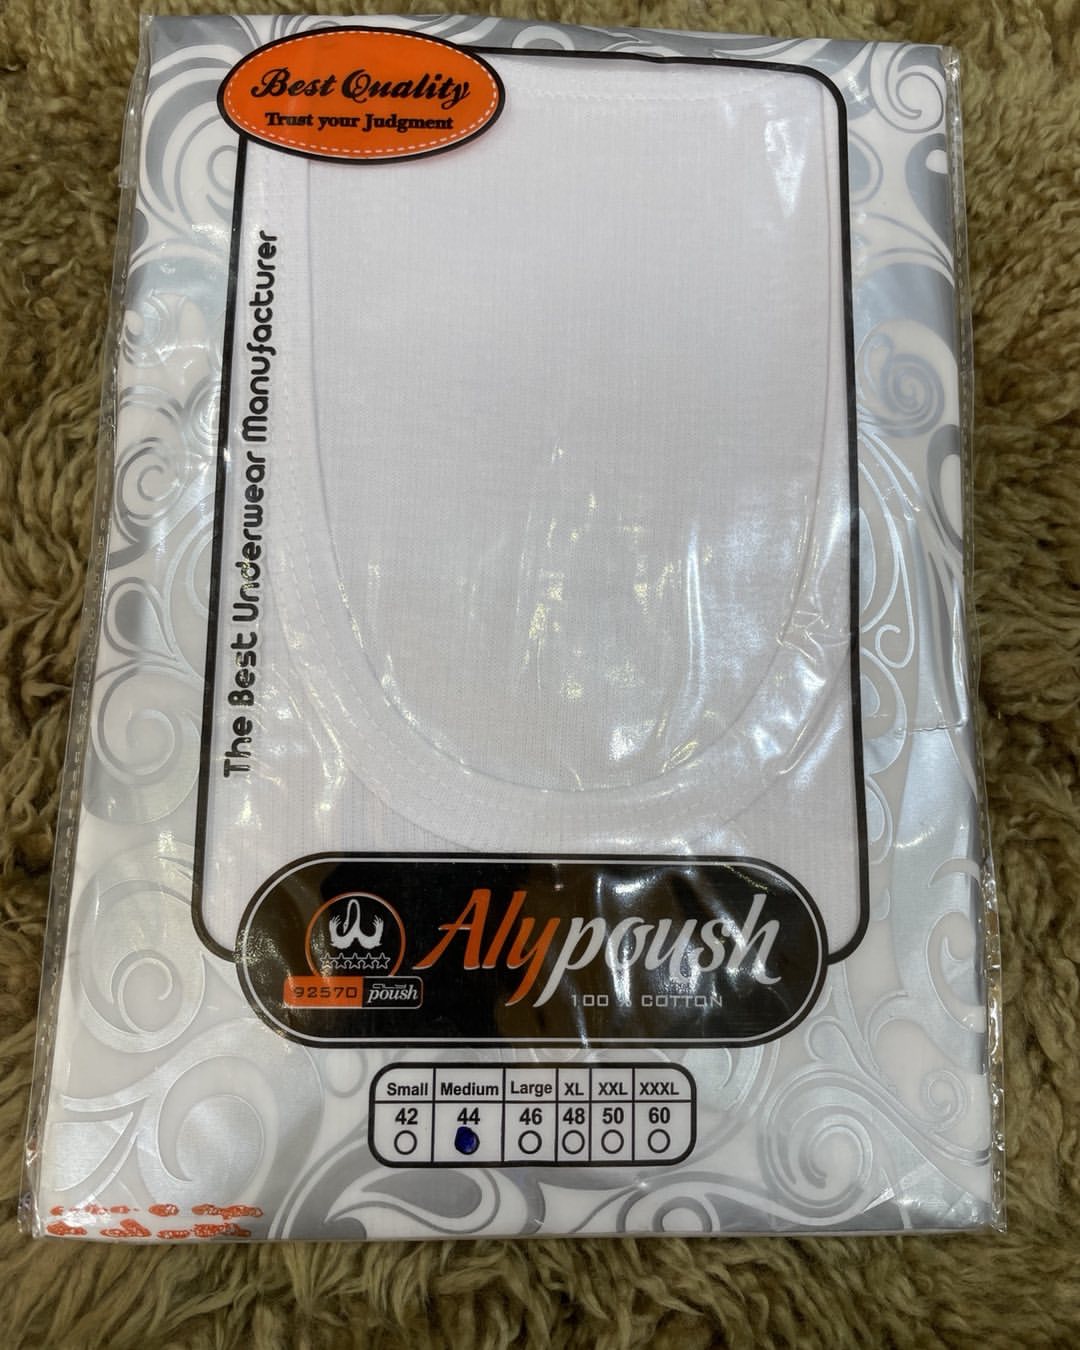 Best Quality
Trust your Judgment
The Best Underwear Manufacturer
Alypoush
92570 poush
100 % COTTON
Small Medium Large XL XXL XXXL
42 44 46 48 50 60